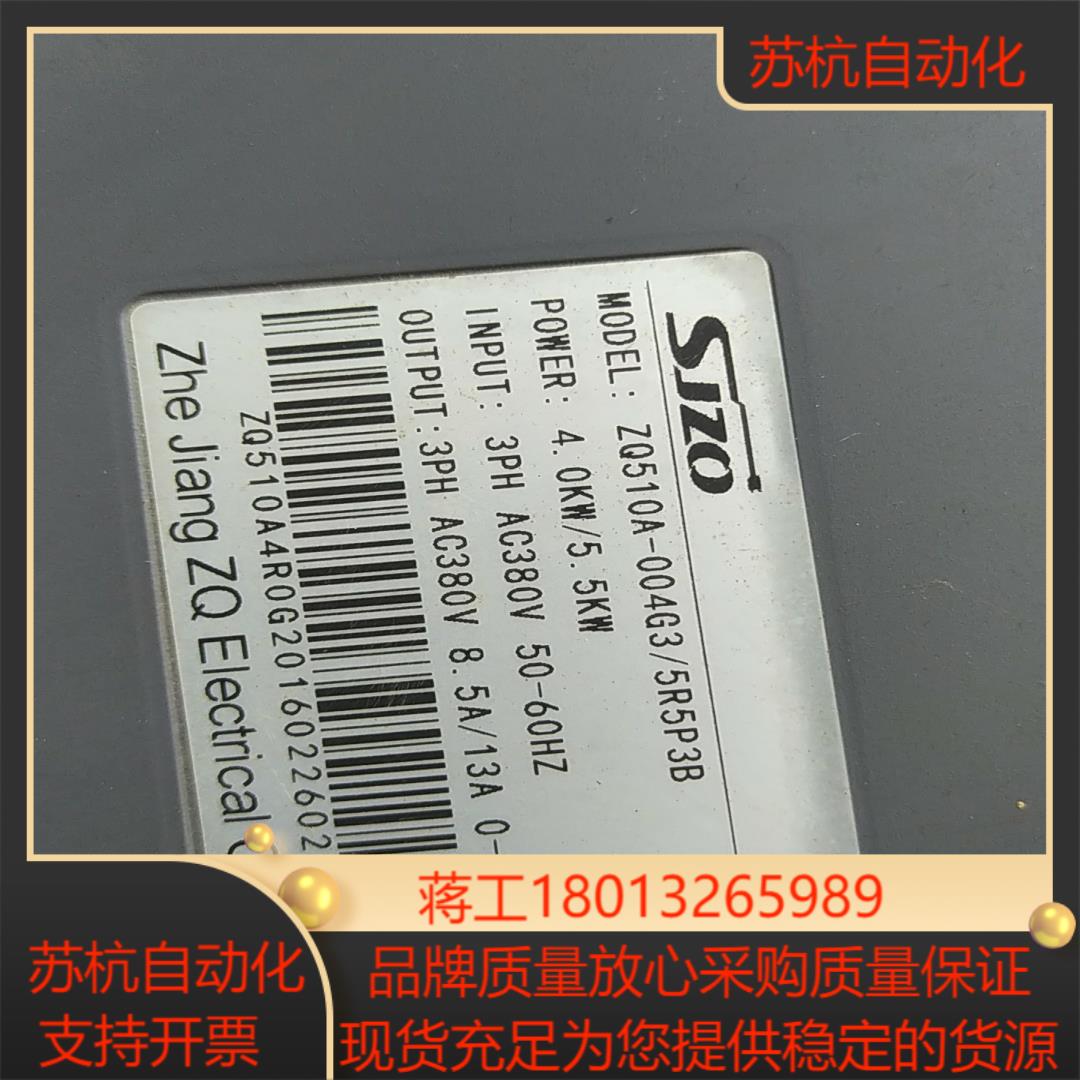 苏杭自动化
SJZO
MODEL: ZQ510A-004G3/5R5P3B
POWER: 4.0KW/5.5KW
INPUT: 3PH AC380V 50-60HZ
OUTPUT:3PH AC380V 8.5A/13A 0-
ZQ510A4R0G2016022602
Zhe Jiang ZQ Electrical
蒋工18013265989
苏杭自动化
支持开票
品牌质量放心采购质量保证
现货充足为您提供稳定的货源